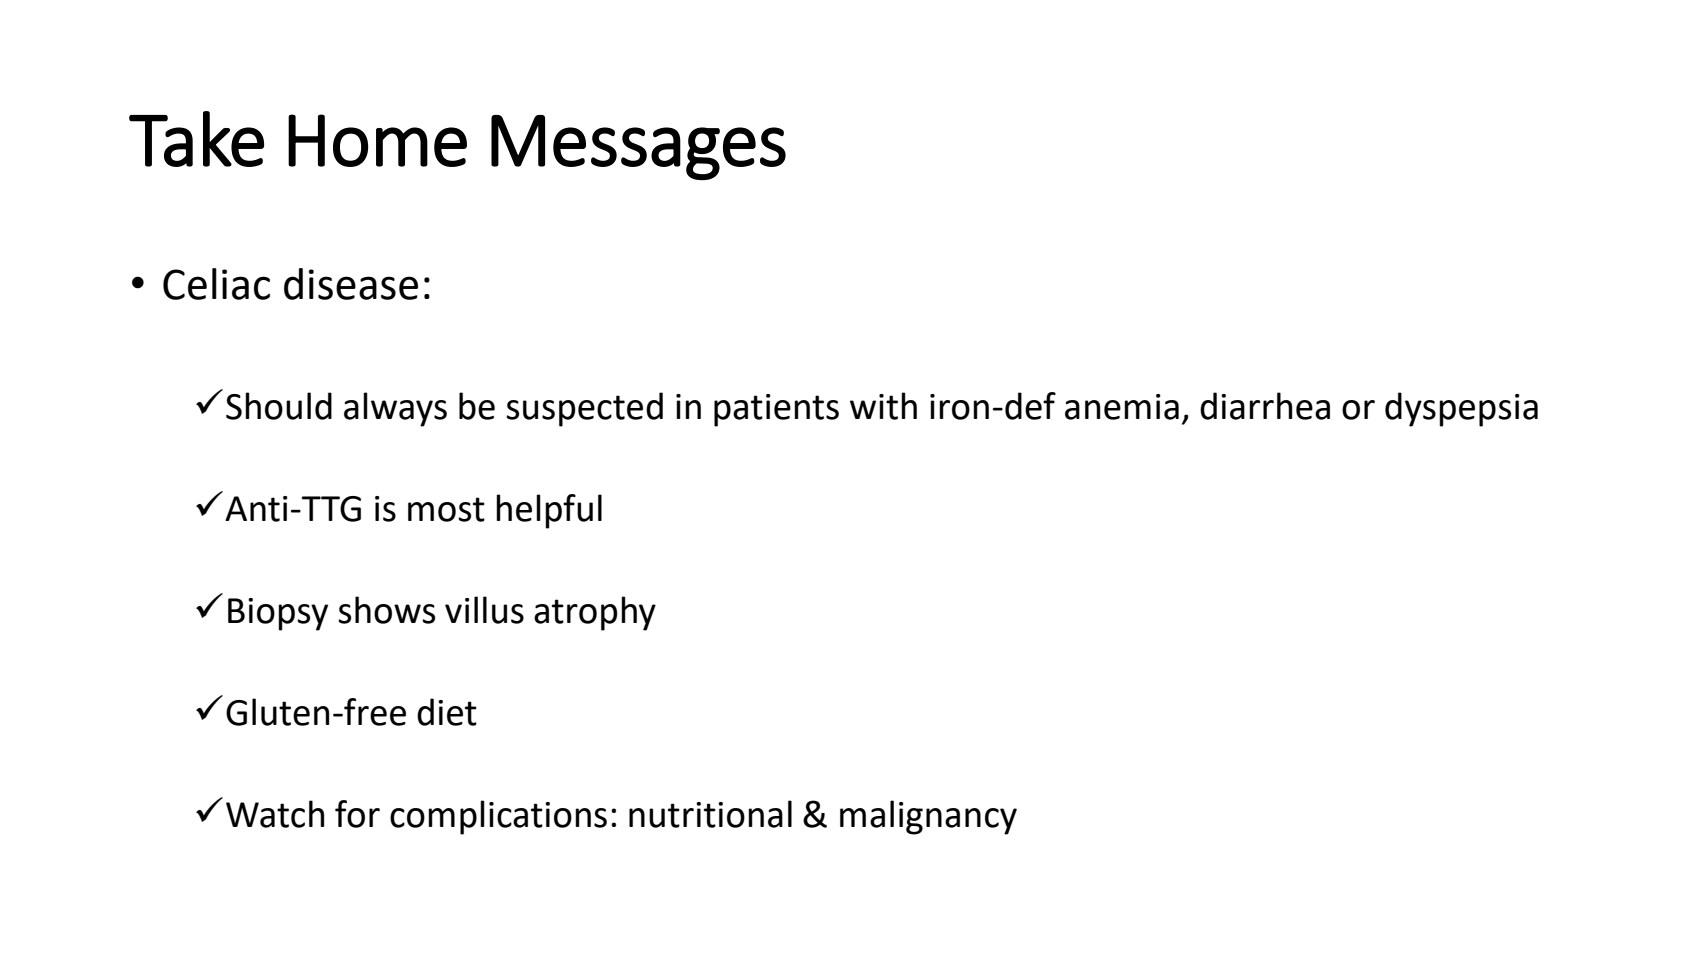 Take Home Messages
• Celiac disease:
✓Should always be suspected in patients with iron-def anemia, diarrhea or dyspepsia
✓Anti-TTG is most helpful
✓Biopsy shows villus atrophy
✓Gluten-free diet
✓Watch for complications: nutritional & malignancy